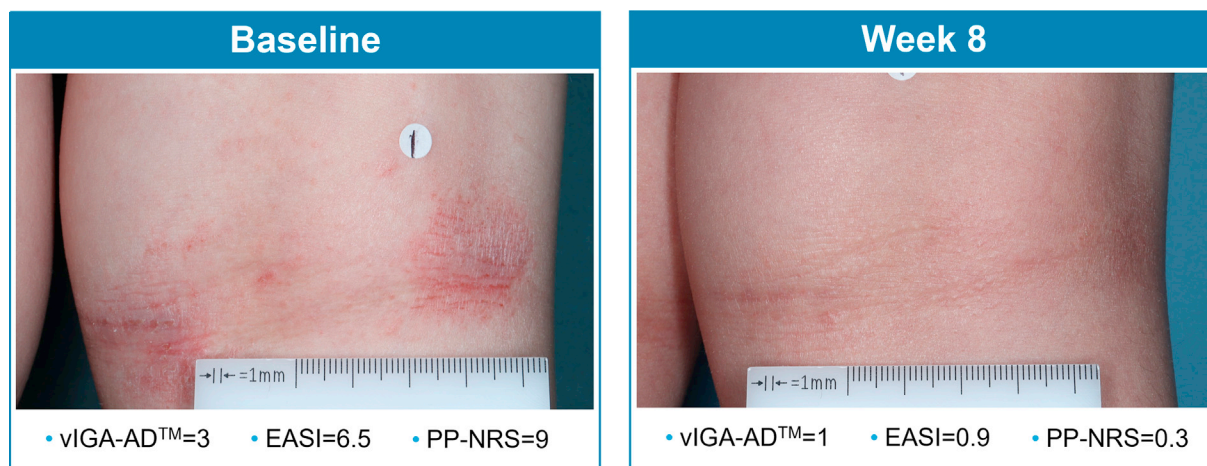 Baseline
→||←=1mm
• vIGA-AD™=3 • EASI=6.5 • PP-NRS=9
Week 8
→||←=1mm
• vIGA-AD™=1 • EASI=0.9 • PP-NRS=0.3